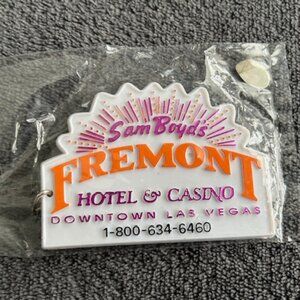 Sam Boyd's
FREMONT
HOTEL & CASINO
DOWNTOWN LAS VEGAS
1-800-634-6460